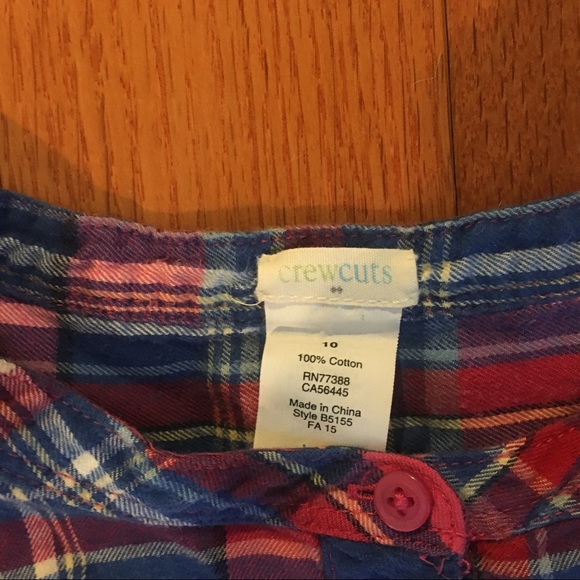 crewcuts
10
100% Cotton
RN77388
CA56445
Made in China
Style B5155
FA 15